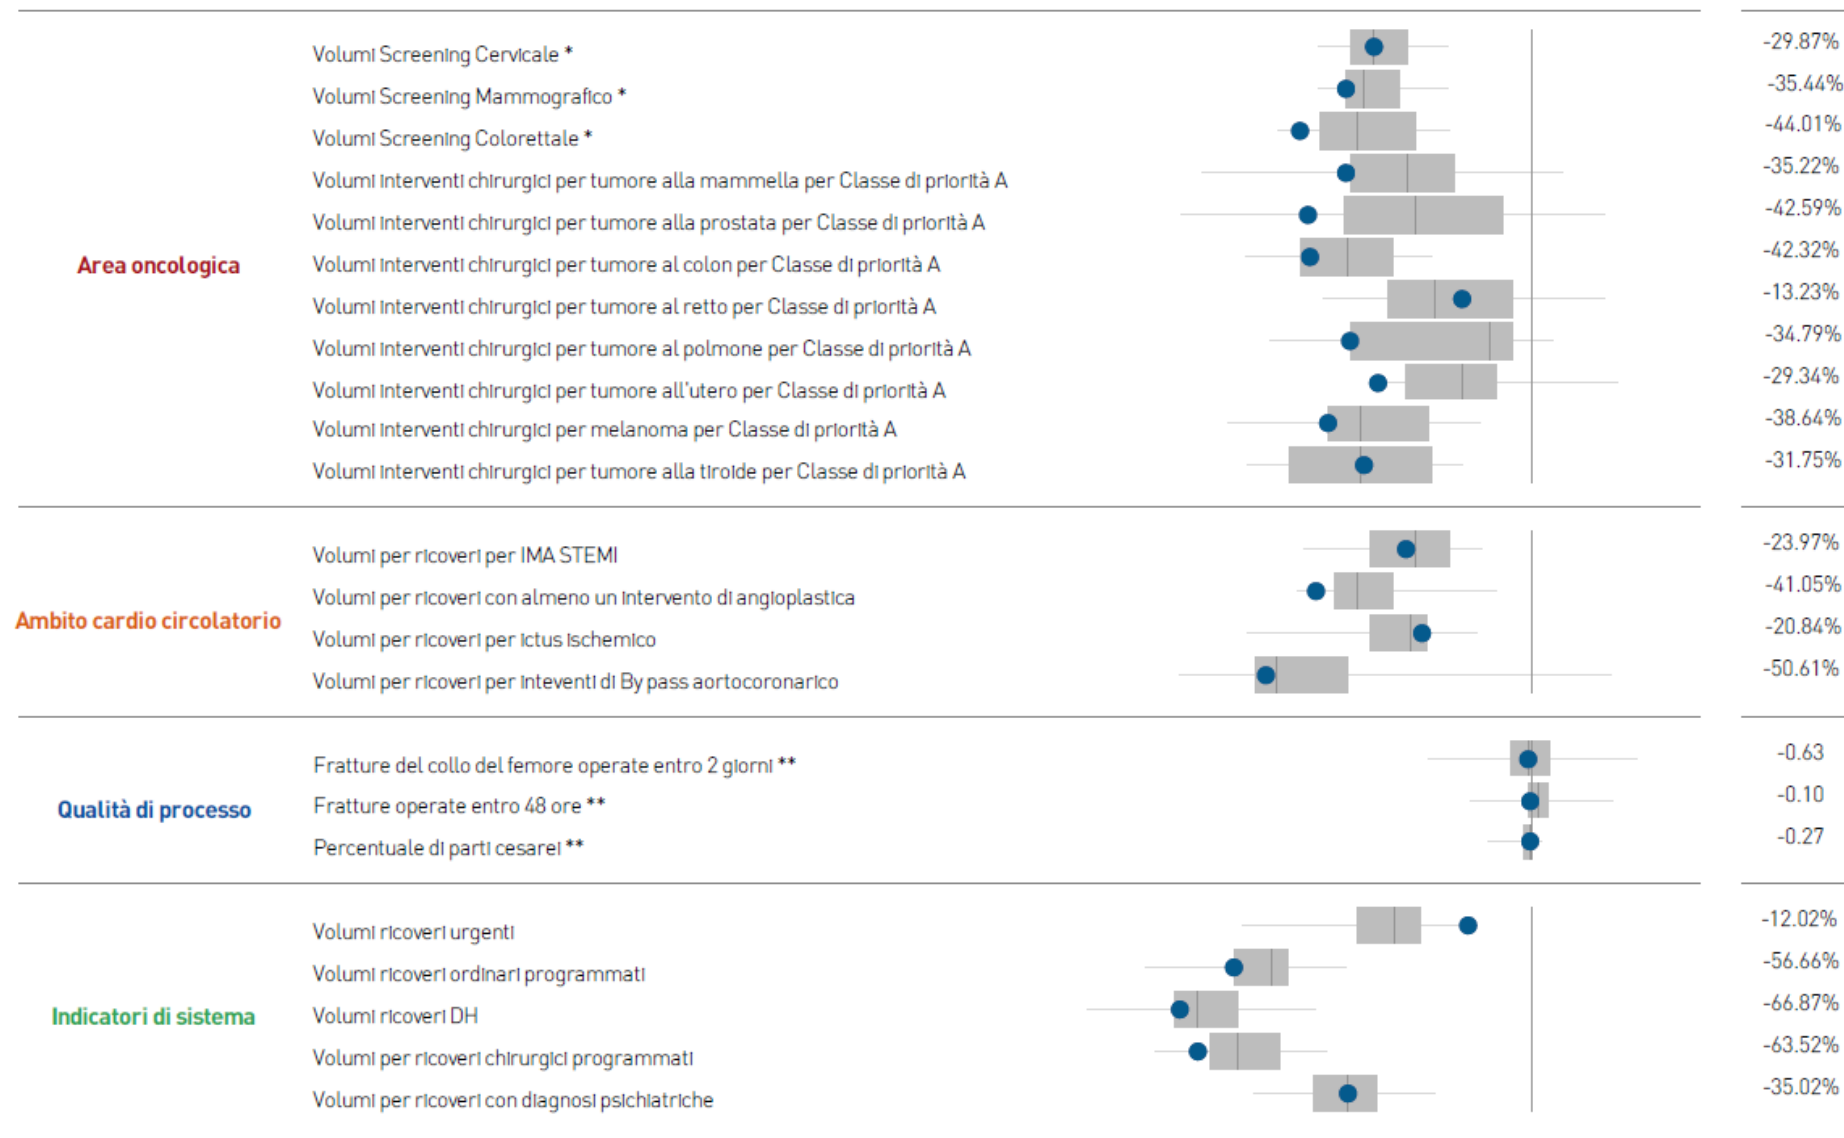 Volumi Screening Cervicale * -29.87%
Volumi Screening Mammografico * -35.44%
Volumi Screening Colorettale * -44.01%
Volumi interventi chirurgici per tumore alla mammella per Classe di priorità A -35.22%
Volumi interventi chirurgici per tumore alla prostata per Classe di priorità A -42.59%
Area oncologica Volumi interventi chirurgici per tumore al colon per Classe di priorità A -42.32%
Volumi interventi chirurgici per tumore al retto per Classe di priorità A -13.23%
Volumi interventi chirurgici per tumore al polmone per Classe di priorità A -34.79%
Volumi interventi chirurgici per tumore all'utero per Classe di priorità A -29.34%
Volumi interventi chirurgici per melanoma per Classe di priorità A -38.64%
Volumi interventi chirurgici per tumore alla tiroide per Classe di priorità A -31.75%
Volumi per ricoveri per IMA STEMI -23.97%
Volumi per ricoveri con almeno un intervento di angioplastica -41.05%
Ambito cardio circolatorio
Volumi per ricoveri per ictus ischemico -20.84%
Volumi per ricoveri per inteventi di By pass aortocoronarico -50.61%
Fratture del collo del femore operate entro 2 giorni ** -0.63
Qualità di processo Fratture operate entro 48 ore ** -0.10
Percentuale di parti cesarei ** -0.27
Volumi ricoveri urgenti -12.02%
Volumi ricoveri ordinari programmati -56.66%
Indicatori di sistema Volumi ricoveri DH -66.87%
Volumi per ricoveri chirurgici programmati -63.52%
Volumi per ricoveri con diagnosi psichiatriche -35.02%